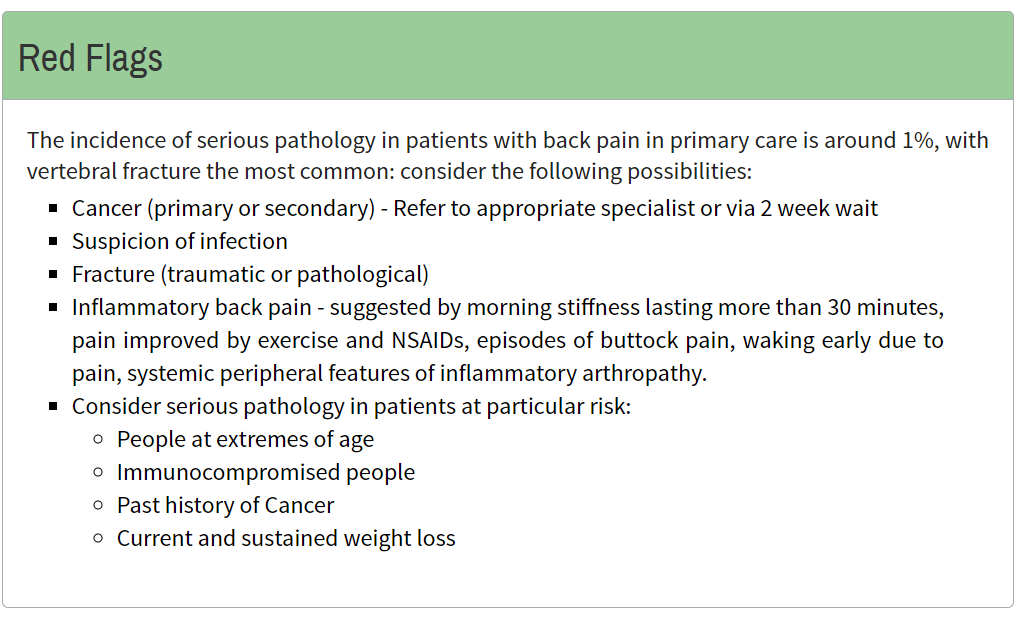 Red Flags
The incidence of serious pathology in patients with back pain in primary care is around 1%, with
vertebral fracture the most common: consider the following possibilities:
▪ Cancer (primary or secondary) - Refer to appropriate specialist or via 2 week wait
▪ Suspicion of infection
▪ Fracture (traumatic or pathological)
▪ Inflammatory back pain - suggested by morning stiffness lasting more than 30 minutes,
pain improved by exercise and NSAIDs, episodes of buttock pain, waking early due to
pain, systemic peripheral features of inflammatory arthropathy.
▪ Consider serious pathology in patients at particular risk:
○ People at extremes of age
○ Immunocompromised people
○ Past history of Cancer
○ Current and sustained weight loss